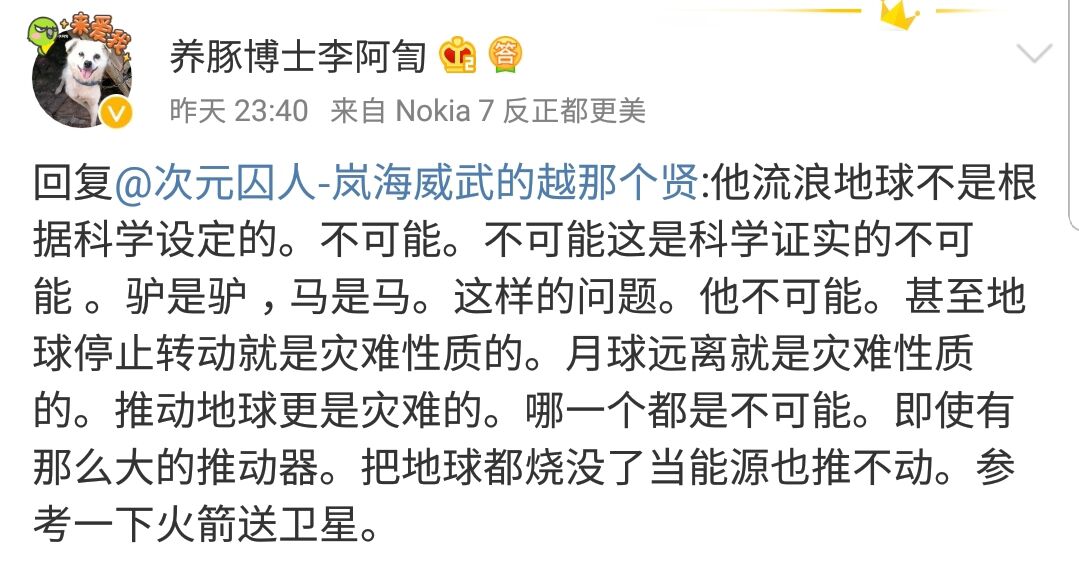 来爱我
养豚博士李阿訇 2 答
昨天 23:40 来自 Nokia 7 反正都更美
回复@次元囚人-岚海威武的越那个贤:他流浪地球不是根
据科学设定的。不可能。不可能这是科学证实的不可
能 。驴是驴 ，马是马。这样的问题。他不可能。甚至地
球停止转动就是灾难性质的。月球远离就是灾难性质
的。推动地球更是灾难的。哪一个都是不可能。即使有
那么大的推动器。把地球都烧没了当能源也推不动。参
考一下火箭送卫星。